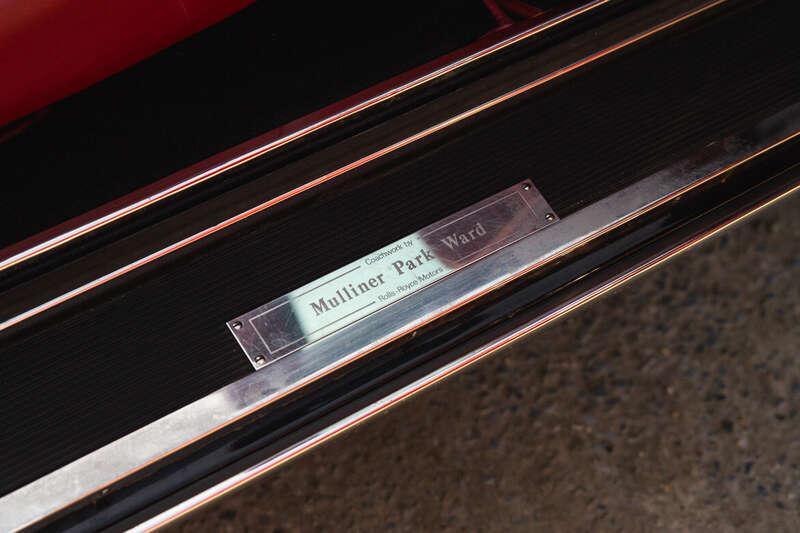 Coachwork by
Mulliner Park Ward
Rolls-Royce Motors